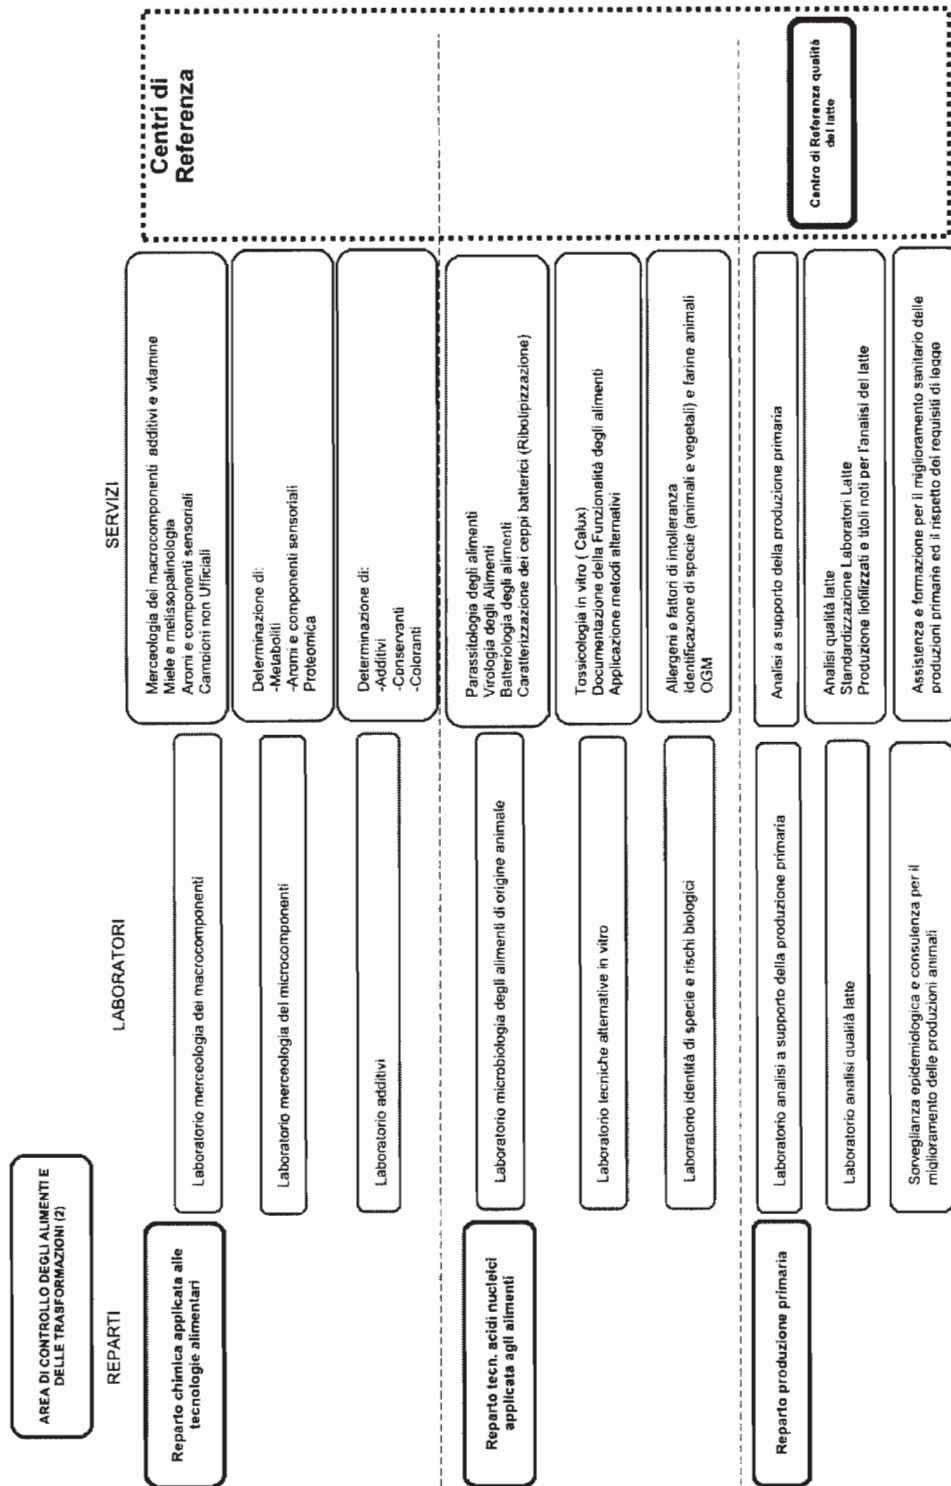 AREA DI CONTROLLO DEGLI ALIMENTI E
DELLE TRASFORMAZIONI (2)
REPARTI
LABORATORI
SERVIZI
Centri di
Referenza
Reparto chimica applicata alle
tecnologie alimentari
Laboratorio merceologia dei macrocomponenti
Merceologia dei macrocomponenti additivi e vitamine
Miele e melissopalinologia
Aromi e componenti sensoriali
Campioni non Ufficiali
Laboratorio merceologia dei microcomponenti
Determinazione di:
-Metaboliti
-Aromi e componenti sensoriali
Proteomica
Laboratorio additivi
Determinazione di:
-Additivi
-Conservanti
-Coloranti
Reparto tecn. acidi nucleici
applicata agli alimenti
Laboratorio microbiologia degli alimenti di origine animale
Parassitologia degli alimenti
Virologia degli Alimenti
Batteriologia degli alimenti
Caratterizzazione dei ceppi batterici (Ribolipizzazione)
Laboratorio tecniche alternative in vitro
Tossicologia in vitro ( Calux)
Documentazione della Funzionalità degli alimenti
Applicazione metodi alternativi
Laboratorio identità di specie e rischi biologici
Allergeni e fattori di intolleranza
identificazione di specie (animali e vegetali) e farine animali
OGM
Reparto produzione primaria
Laboratorio analisi a supporto della produzione primaria
Analisi a supporto della produzione primaria
Laboratorio analisi qualità latte
Analisi qualità latte
Standardizzazione Laboratori Latte
Produzione liofilizzati e titoli noti per l'analisi del latte
Centro di Referenza qualità
del latte
Sorveglianza epidemiologica e consulenza per il
miglioramento delle produzioni animali
Assistenza e formazione per il miglioramento sanitario delle
produzioni primarie ed il rispetto dei requisiti di legge